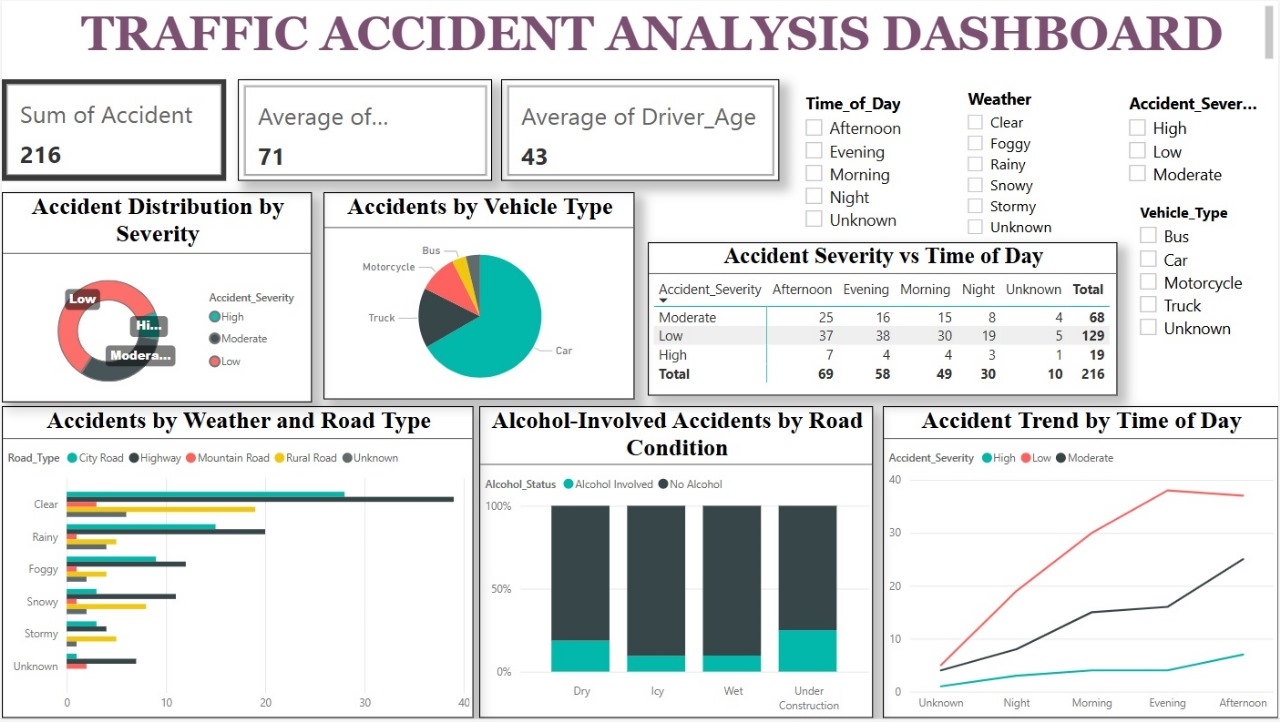 TRAFFIC ACCIDENT ANALYSIS DASHBOARD
Sum of Accident
216
Average of...
71
Average of Driver_Age
43
Time_of_Day
Afternoon
Evening
Morning
Night
Unknown
Weather
Clear
Foggy
Rainy
Snowy
Stormy
Unknown
Accident_Sever...
High
Low
Moderate
Vehicle_Type
Bus
Car
Motorcycle
Truck
Unknown
Accident Distribution by
Severity
Low
Hi...
Modera...
Accident_Severity
High
Moderate
Low
Accidents by Vehicle Type
Bus
Motorcycle
Truck
Car
Accident Severity vs Time of Day
Accident_Severity Afternoon Evening Morning Night Unknown Total
Moderate 25 16 15 8 4 68
Low 37 38 30 19 5 129
High 7 4 4 3 1 19
Total 69 58 49 30 10 216
Accidents by Weather and Road Type
Road_Type City Road Highway Mountain Road Rural Road Unknown
Clear
Rainy
Foggy
Snowy
Stormy
Unknown
0 10 20 30 40
Alcohol-Involved Accidents by Road
Condition
Alcohol_Status Alcohol Involved No Alcohol
100%
50%
0%
Dry Icy Wet Under
Construction
Accident Trend by Time of Day
Accident_Severity High Low Moderate
40
30
20
10
0
Unknown Night Morning Evening Afternoon